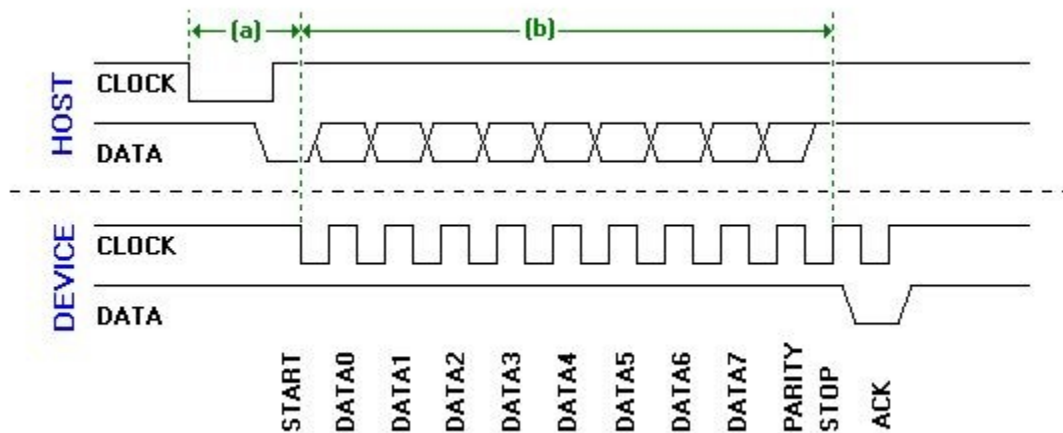 (a)
(b)
HOST
CLOCK
DATA
DEVICE
CLOCK
DATA
START
DATA0
DATA1
DATA2
DATA3
DATA4
DATA5
DATA6
DATA7
PARITY
STOP
ACK